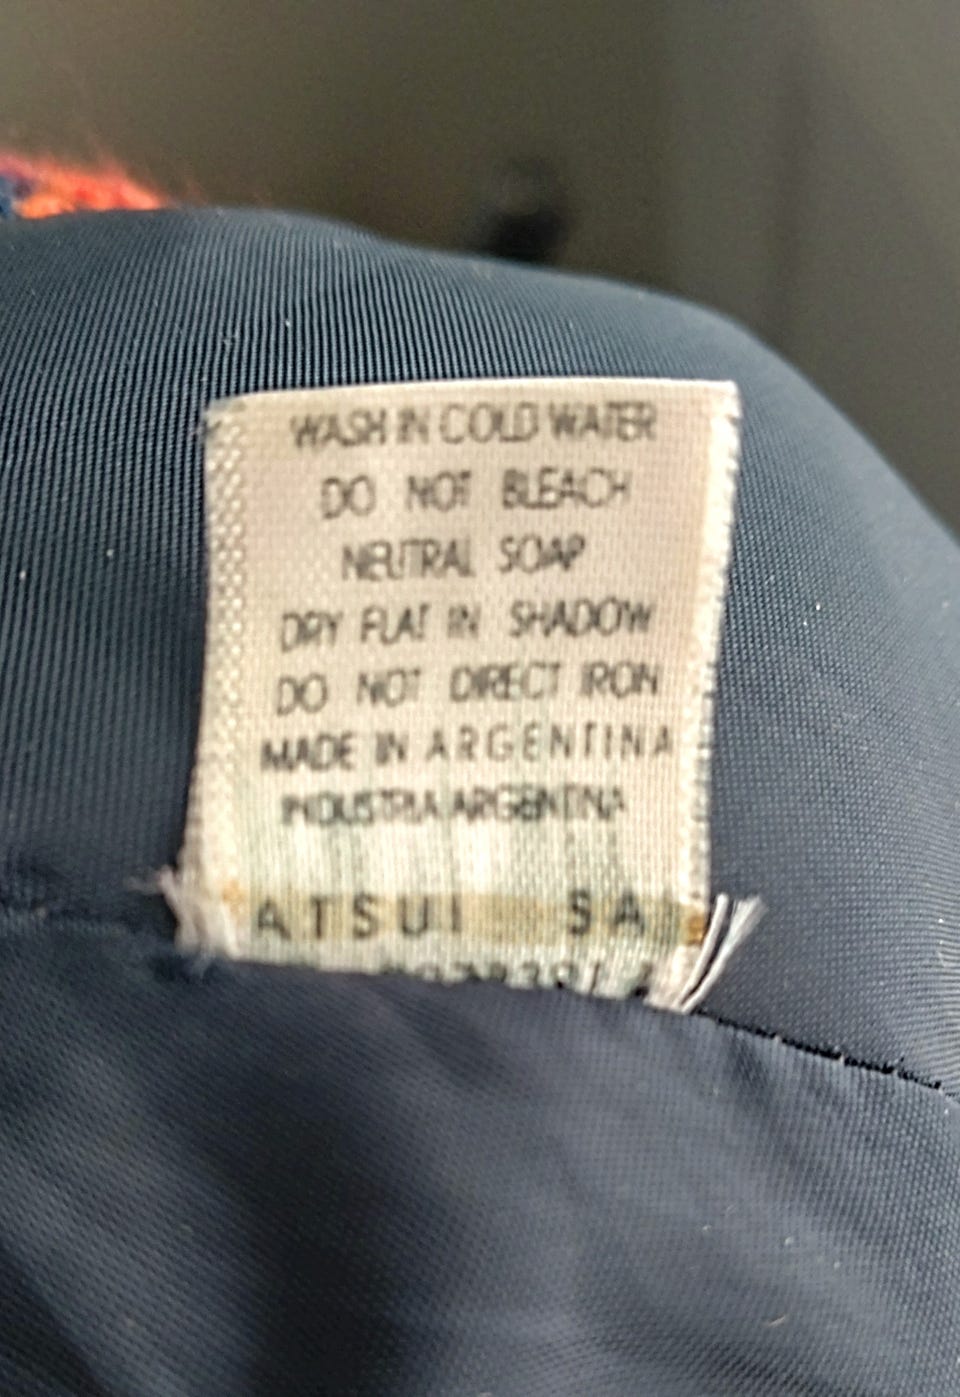 WASH IN COLD WATER
DO NOT BLEACH
NEUTRAL SOAP
DRY FLAT IN SHADOW
DO NOT DIRECT IRON
MADE IN ARGENTINA
INDUSTRIA ARGENTINA
ATSUI SA